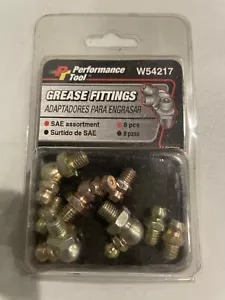 PT Performance Tool® W54217
GREASE FITTINGS
ADAPTADORES PARA ENGRASAR
• SAE assortment • 8 pcs
• Surtido de SAE • 8 pzas